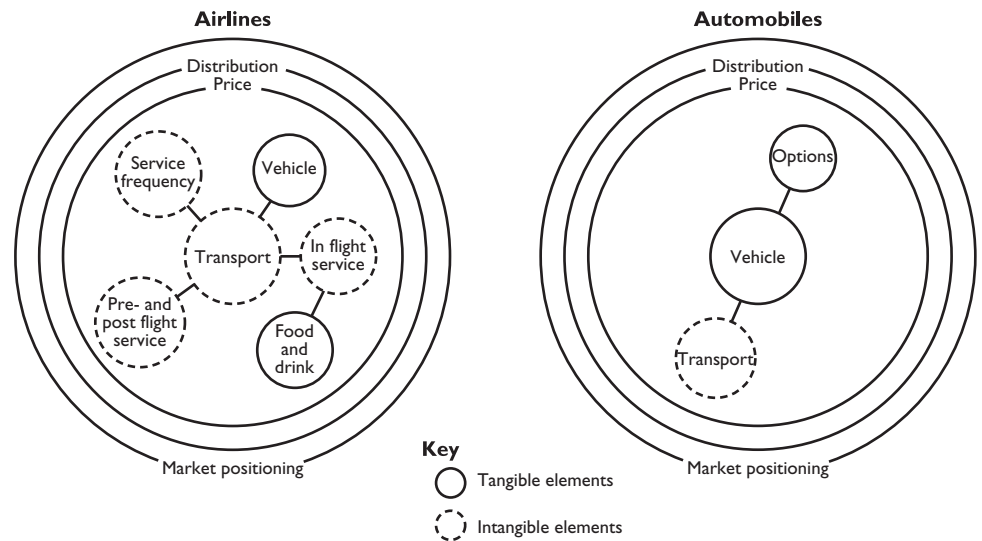 Airlines
Distribution
Price
Service
frequency
Vehicle
Transport
In flight
service
Pre- and
post flight
service
Food
and
drink
Market positioning
Automobiles
Distribution
Price
Options
Vehicle
Transport
Market positioning
Key
Tangible elements
Intangible elements